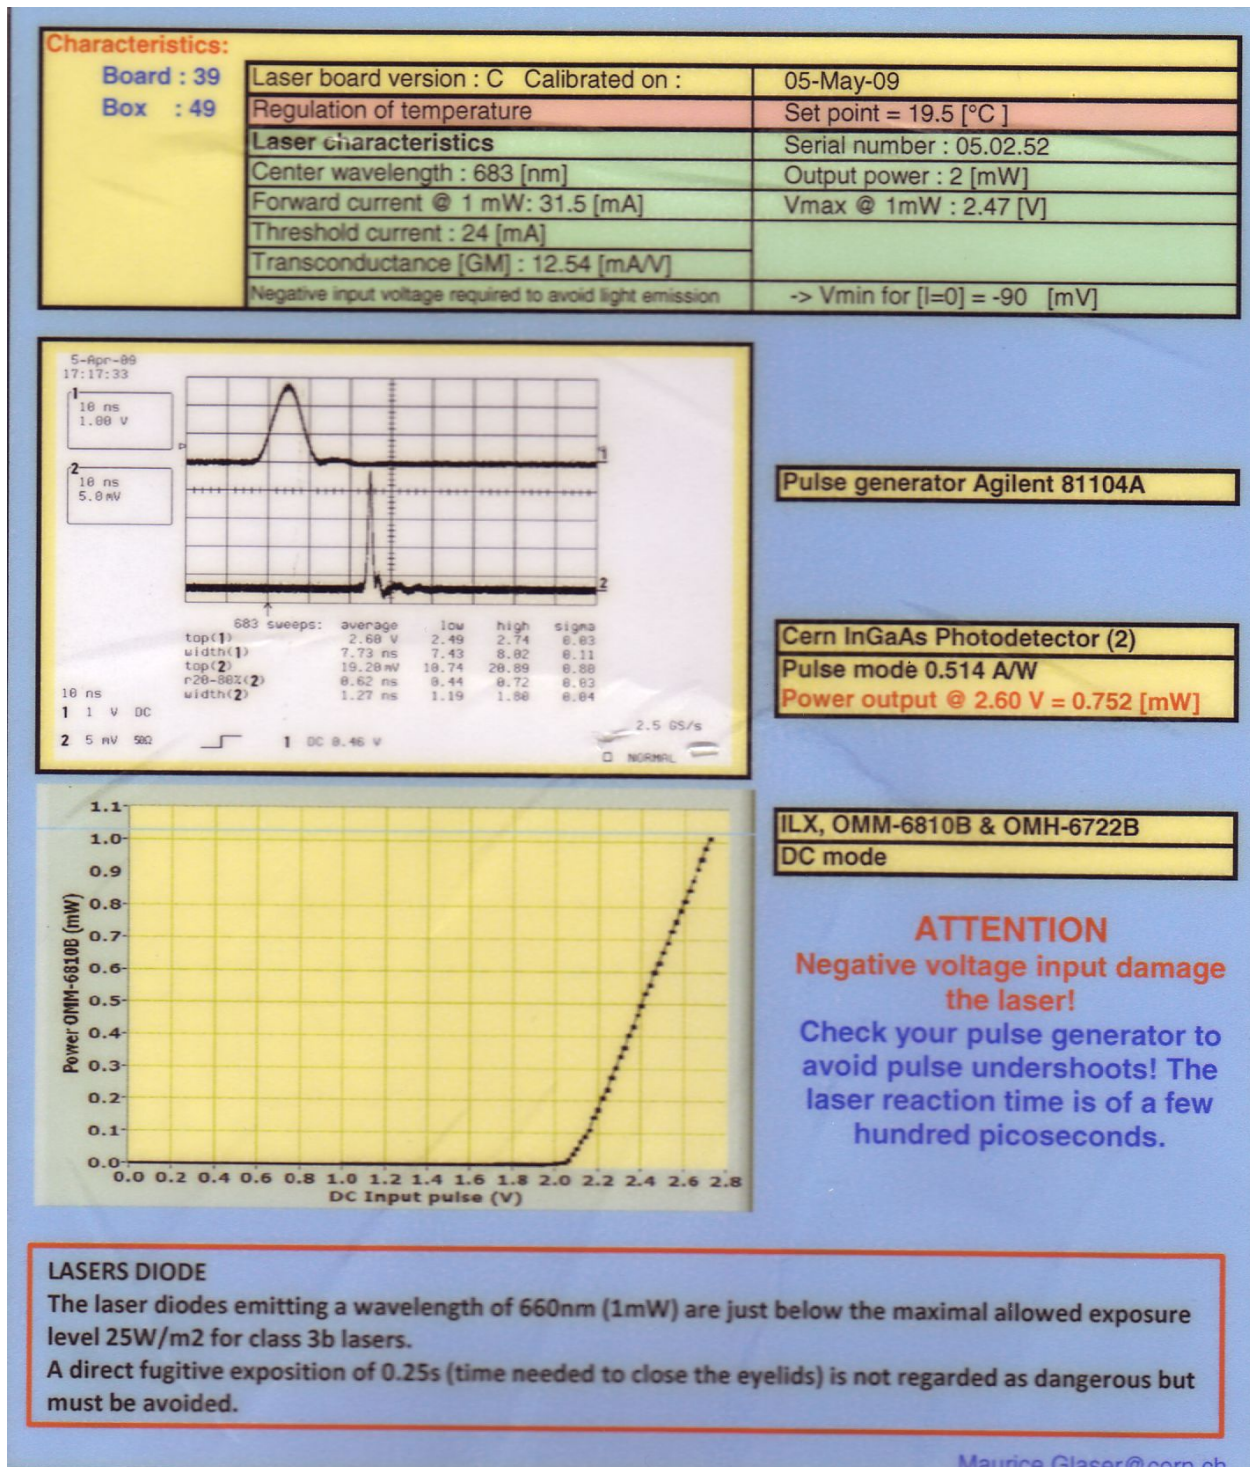 Characteristics:
Board : 39
Box : 49
Laser board version : C Calibrated on : 05-May-09
Regulation of temperature Set point = 19.5 [°C ]
Laser characteristics Serial number : 05.02.52
Center wavelength : 683 [nm] Output power : 2 [mW]
Forward current @ 1 mW: 31.5 [mA] Vmax @ 1mW : 2.47 [V]
Threshold current : 24 [mA]
Transconductance [GM] : 12.54 [mA/V]
Negative input voltage required to avoid light emission -> Vmin for [I=0] = -90 [mV]
5-Apr-09
17:17:33
1
10 ns
1.00 V
2
10 ns
5.0 mV
1
2
683 sweeps: average low high sigma
top(1) 2.60 V 2.49 2.74 0.03
width(1) 7.73 ns 7.43 8.02 0.11
top(2) 19.20 mV 10.74 20.89 0.80
r20-80%(2) 0.62 ns 0.44 0.72 0.03
width(2) 1.27 ns 1.19 1.80 0.04
10 ns
1 1 V DC
2 5 mV 50Ω
1 DC 0.46 V
2.5 GS/s
NORMAL
Pulse generator Agilent 81104A
Cern InGaAs Photodetector (2)
Pulse mode 0.514 A/W
Power output @ 2.60 V = 0.752 [mW]
1.1
1.0
0.9
0.8
0.7
0.6
0.5
0.4
0.3
0.2
0.1
0.0
Power OMM-6810B (mW)
0.0 0.2 0.4 0.6 0.8 1.0 1.2 1.4 1.6 1.8 2.0 2.2 2.4 2.6 2.8
DC Input pulse (V)
ILX, OMM-6810B & OMH-6722B
DC mode
ATTENTION
Negative voltage input damage
the laser!
Check your pulse generator to
avoid pulse undershoots! The
laser reaction time is of a few
hundred picoseconds.
LASERS DIODE
The laser diodes emitting a wavelength of 660nm (1mW) are just below the maximal allowed exposure
level 25W/m2 for class 3b lasers.
A direct fugitive exposition of 0.25s (time needed to close the eyelids) is not regarded as dangerous but
must be avoided.
Maurice.Glaser@cern.ch